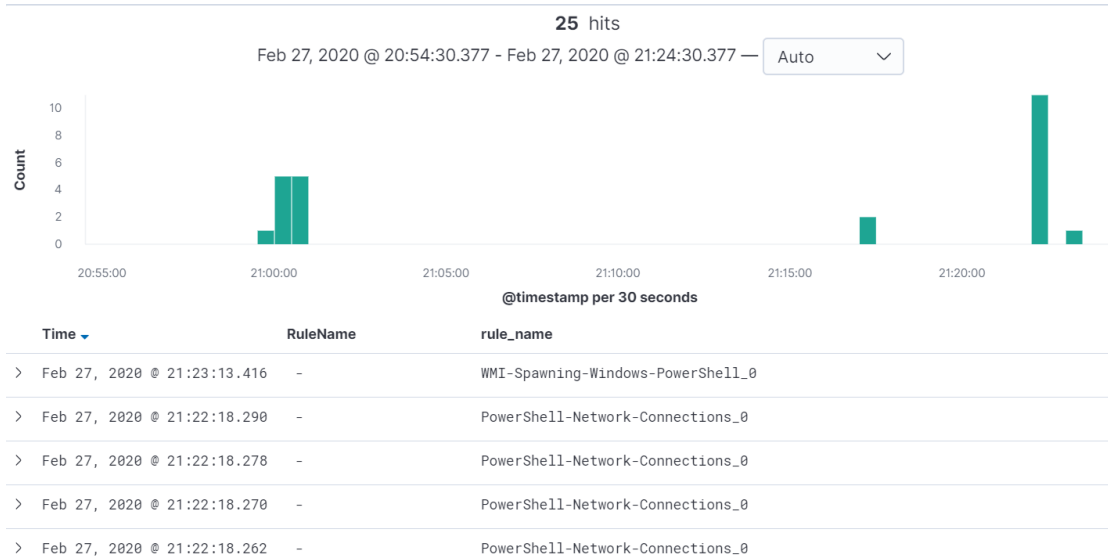 25 hits
Feb 27, 2020 @ 20:54:30.377 - Feb 27, 2020 @ 21:24:30.377 — Auto
10
8
6
4
2
0
Count
20:55:00 21:00:00 21:05:00 21:10:00 21:15:00 21:20:00
@timestamp per 30 seconds
Time RuleName rule_name
Feb 27, 2020 @ 21:23:13.416 - WMI-Spawning-Windows-PowerShell_0
Feb 27, 2020 @ 21:22:18.290 - PowerShell-Network-Connections_0
Feb 27, 2020 @ 21:22:18.278 - PowerShell-Network-Connections_0
Feb 27, 2020 @ 21:22:18.270 - PowerShell-Network-Connections_0
Feb 27, 2020 @ 21:22:18.262 - PowerShell-Network-Connections_0